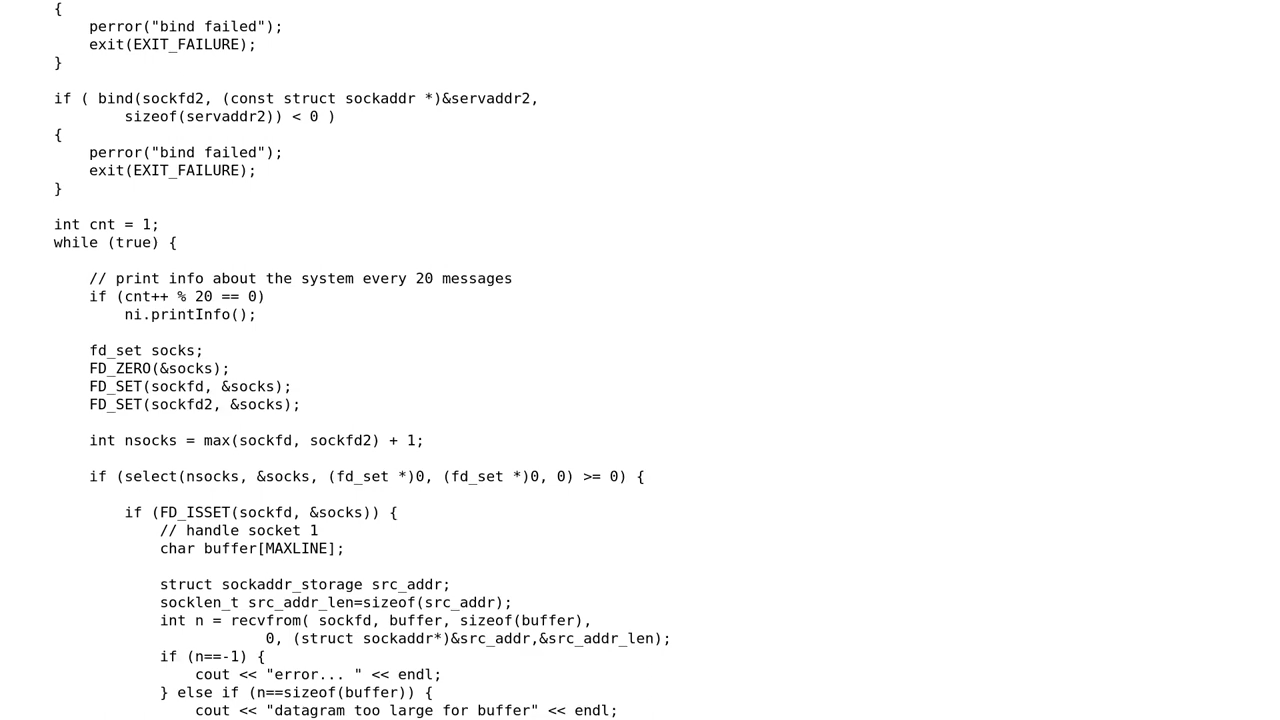 {
    perror("bind failed");
    exit(EXIT_FAILURE);
}
if ( bind(sockfd2, (const struct sockaddr *)&servaddr2,
        sizeof(servaddr2)) < 0 )
{
    perror("bind failed");
    exit(EXIT_FAILURE);
}
int cnt = 1;
while (true) {
    // print info about the system every 20 messages
    if (cnt++ % 20 == 0)
        ni.printInfo();
    fd_set socks;
    FD_ZERO(&socks);
    FD_SET(sockfd, &socks);
    FD_SET(sockfd2, &socks);
    int nsocks = max(sockfd, sockfd2) + 1;
    if (select(nsocks, &socks, (fd_set *)0, (fd_set *)0, 0) >= 0) {
        if (FD_ISSET(sockfd, &socks)) {
            // handle socket 1
            char buffer[MAXLINE];
            struct sockaddr_storage src_addr;
            socklen_t src_addr_len=sizeof(src_addr);
            int n = recvfrom( sockfd, buffer, sizeof(buffer),
                        0, (struct sockaddr*)&src_addr,&src_addr_len);
            if (n==-1) {
                cout << "error... " << endl;
            } else if (n==sizeof(buffer)) {
                cout << "datagram too large for buffer" << endl;